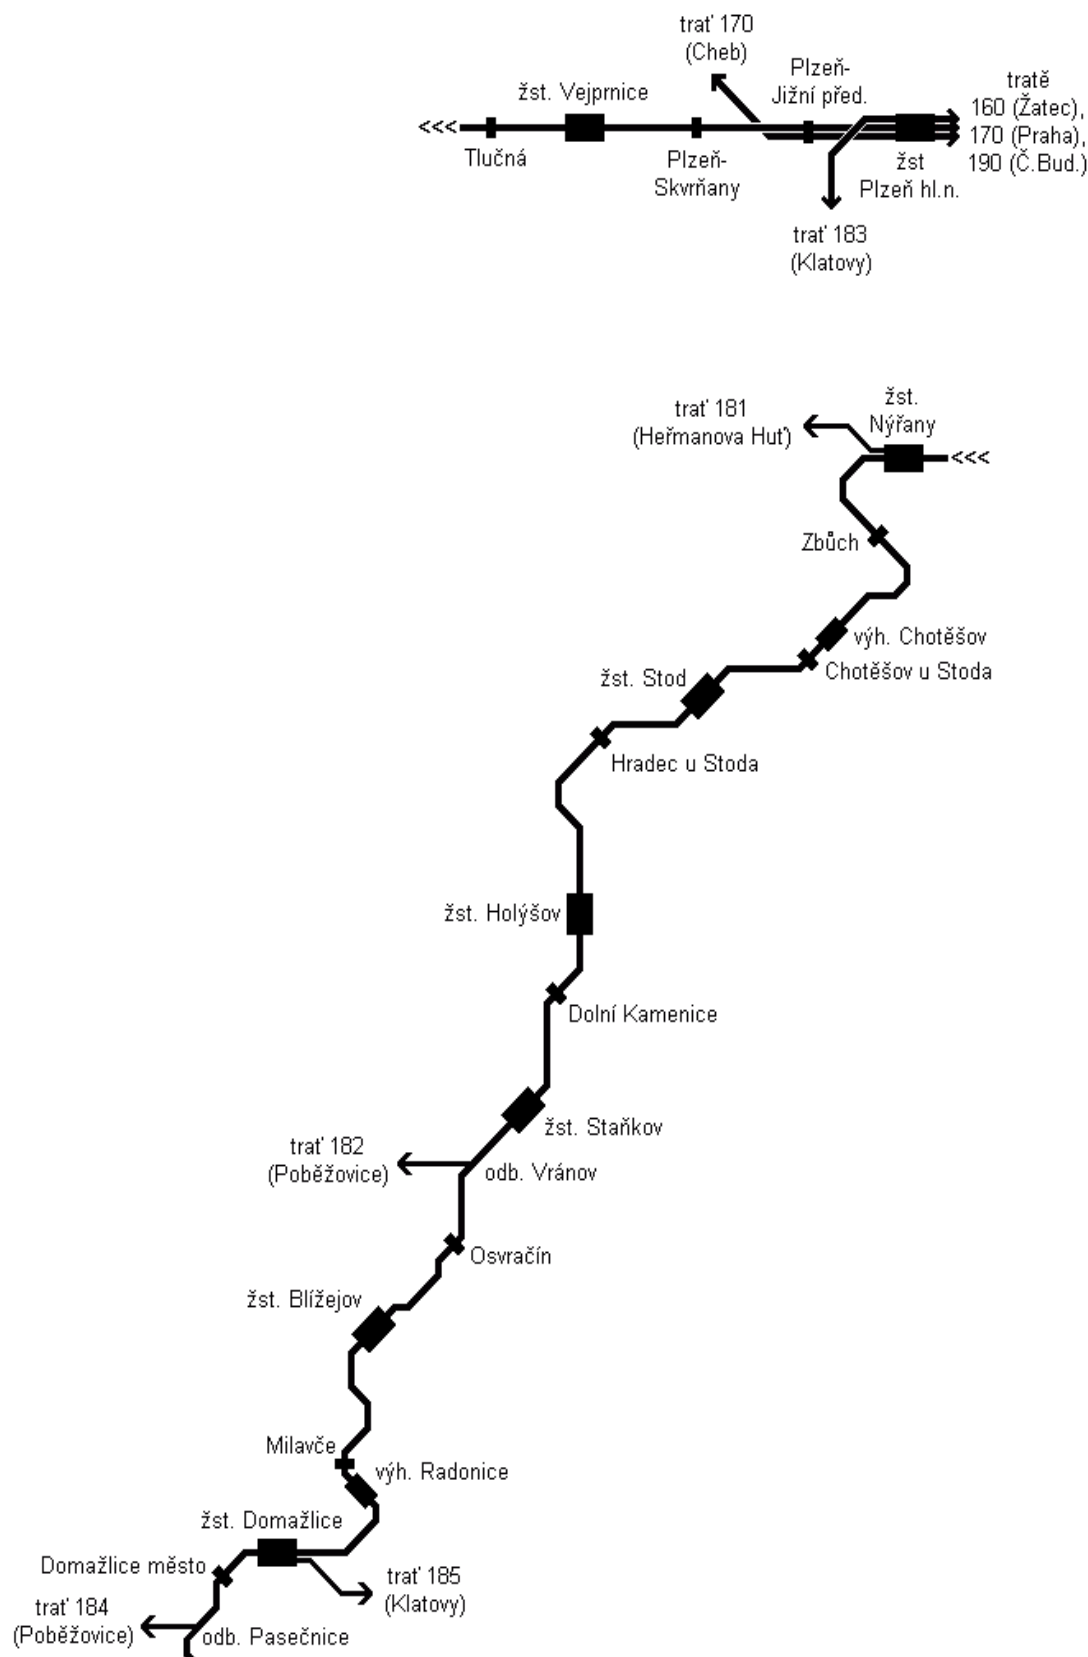 trať 170
(Cheb)
Plzeň-
Jižní před.
tratě
160 (Žatec),
170 (Praha),
190 (Č.Bud.)
žst. Vejprnice
<<<
Tlučná
Plzeň-
Skvrňany
žst
Plzeň hl.n.
trať 183
(Klatovy)
trať 181
(Heřmanova Huť)
žst.
Nýřany
<<<
Zbůch
výh. Chotěšov
Chotěšov u Stoda
žst. Stod
Hradec u Stoda
žst. Holýšov
Dolní Kamenice
žst. Staňkov
trať 182
(Poběžovice)
odb. Vránov
Osvračín
žst. Blížejov
Milavče
výh. Radonice
žst. Domažlice
Domažlice město
trať 185
(Klatovy)
trať 184
(Poběžovice)
odb. Pasečnice